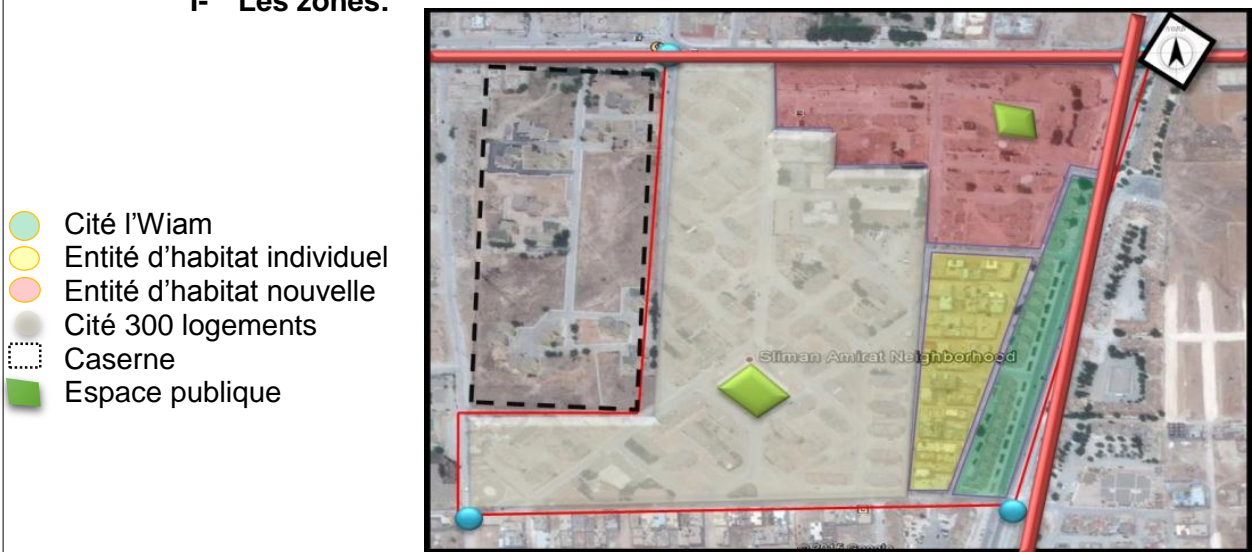 I- Les zones:
NORD
Cité l'Wiam
Entité d'habitat individuel
Entité d'habitat nouvelle
Cité 300 logements
Caserne
Espace publique
Sliman Amirat Neighborhood